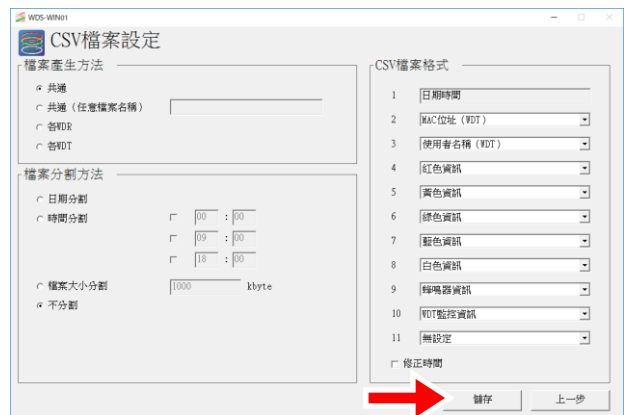 WDS-WIN01
CSV檔案設定
檔案產生方法
共通
共通（任意檔案名稱）
各WDR
各WDT
檔案分割方法
日期分割
時間分割
00 : 00
09 : 00
18 : 00
檔案大小分割 1000 kbyte
不分割
CSV檔案格式
1 日期時間
2 MAC位址（WDT）
3 使用者名稱（WDT）
4 紅色資訊
5 黃色資訊
6 綠色資訊
7 藍色資訊
8 白色資訊
9 蜂鳴器資訊
10 WDT監控資訊
11 無設定
修正時間
儲存 上一步